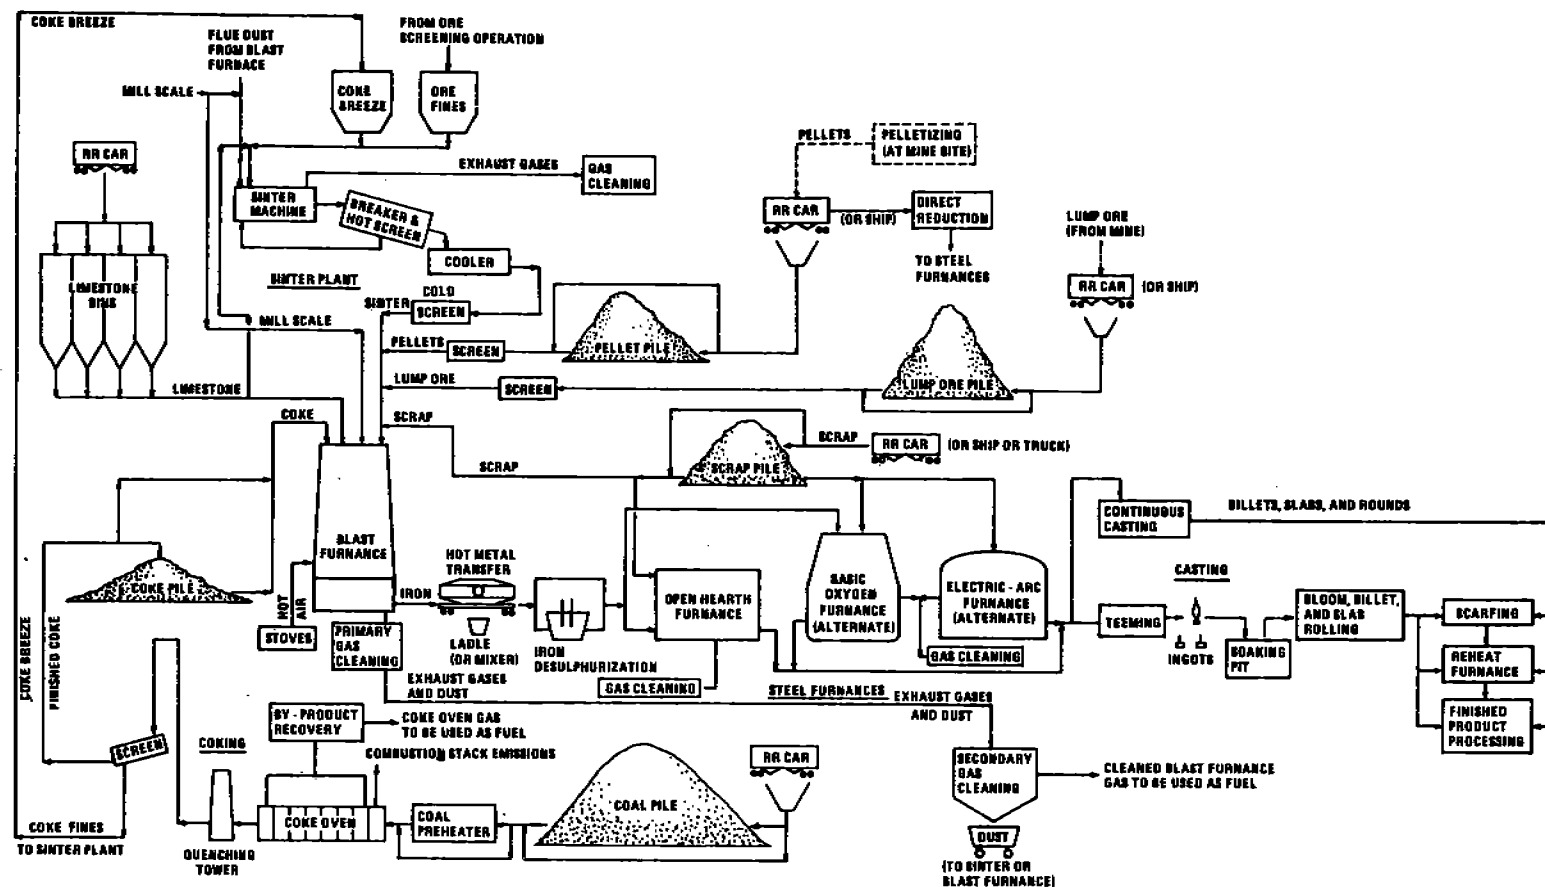 COKE BREEZE
FLUE DUST
FROM BLAST
FURNACE
FROM ORE
SCREENING OPERATION
MILL SCALE
COKE
BREEZE
ORE
FINES
RR CAR
EXHAUST GASES
GAS
CLEANING
PELLETS
PELLETIZING
(AT MINE SITE)
SINTER
MACHINE
BREAKER &
HOT SCREEN
COOLER
RR CAR
(OR SHIP)
DIRECT
REDUCTION
TO STEEL
FURNANCES
LUMP ORE
(FROM MINE)
RR CAR
(OR SHIP)
LIMESTONE
BINS
SINTER PLANT
COLD
SINTER
SCREEN
MILL SCALE
PELLETS
SCREEN
PELLET PILE
LUMP ORE
SCREEN
LUMP ORE PILE
LIMESTONE
COKE
SCRAP
SCRAP
SCRAP PILE
SCRAP
RR CAR
(OR SHIP OR TRUCK)
BLAST
FURNANCE
COKE PILE
HOT
AIR
STOVES
IRON
PRIMARY
GAS
CLEANING
HOT METAL
TRANSFER
LADLE
(OR MIXER)
IRON
DESULPHURIZATION
OPEN HEARTH
FURNANCE
GAS CLEANING
BASIC
OXYGEN
FURNANCE
(ALTERNATE)
ELECTRIC - ARC
FURNANCE
(ALTERNATE)
GAS CLEANING
CONTINUOUS
CASTING
BILLETS, SLABS, AND ROUNDS
CASTING
TEEMING
INGOTS
SOAKING
PIT
BLOOM, BILLET,
AND SLAB
ROLLING
SCARFING
REHEAT
FURNANCE
FINISHED
PRODUCT
PROCESSING
EXHAUST GASES
AND DUST
STEEL FURNANCES
EXHAUST GASES
AND DUST
COKE BREEZE
FINISHED COKE
SCREEN
COKING
BY - PRODUCT
RECOVERY
COKE OVEN GAS
TO BE USED AS FUEL
COMBUSTION STACK EMISSIONS
COKE OVEN
COAL
PREHEATER
COAL PILE
RR CAR
SECONDARY
GAS
CLEANING
CLEANED BLAST FURNANCE
GAS TO BE USED AS FUEL
COKE FINES
TO SINTER PLANT
QUENCHING
TOWER
DUST
(TO SINTER OR
BLAST FURNANCE)